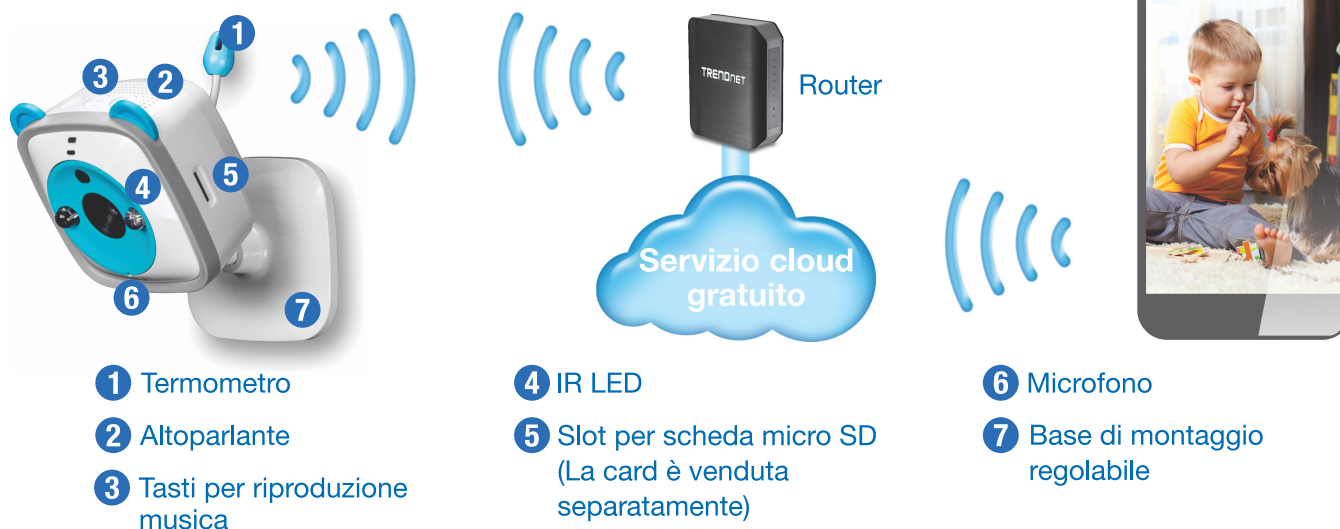 1
3
2
TRENDNET
Router
5
4
Servizio cloud
gratuito
6
7
1 Termometro
2 Altoparlante
3 Tasti per riproduzione
musica
4 IR LED
5 Slot per scheda micro SD
(La card è venduta
separatamente)
6 Microfono
7 Base di montaggio
regolabile